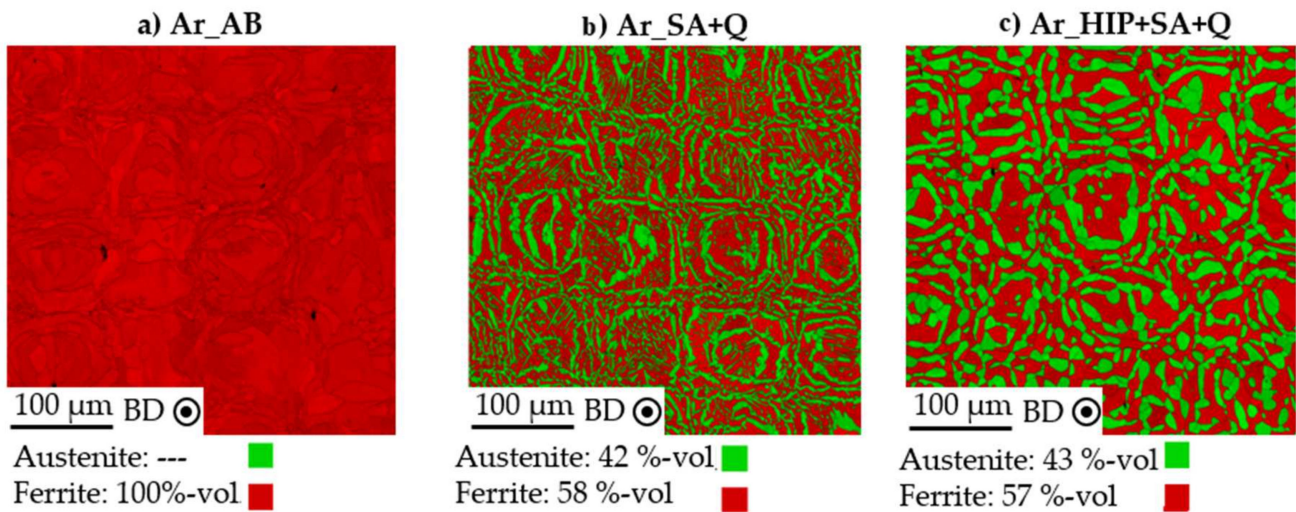 a) Ar_AB
b) Ar_SA+Q
c) Ar_HIP+SA+Q
100 µm BD
100 µm BD
100 µm BD
Austenite: ---
Ferrite: 100%-vol
Austenite: 42 %-vol
Ferrite: 58 %-vol
Austenite: 43 %-vol
Ferrite: 57 %-vol